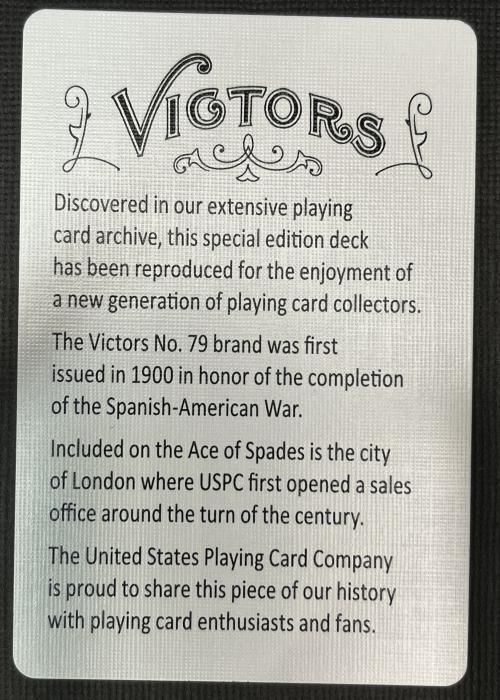 VICTORS
Discovered in our extensive playing
card archive, this special edition deck
has been reproduced for the enjoyment of
a new generation of playing card collectors.
The Victors No. 79 brand was first
issued in 1900 in honor of the completion
of the Spanish-American War.
Included on the Ace of Spades is the city
of London where USPC first opened a sales
office around the turn of the century.
The United States Playing Card Company
is proud to share this piece of our history
with playing card enthusiasts and fans.